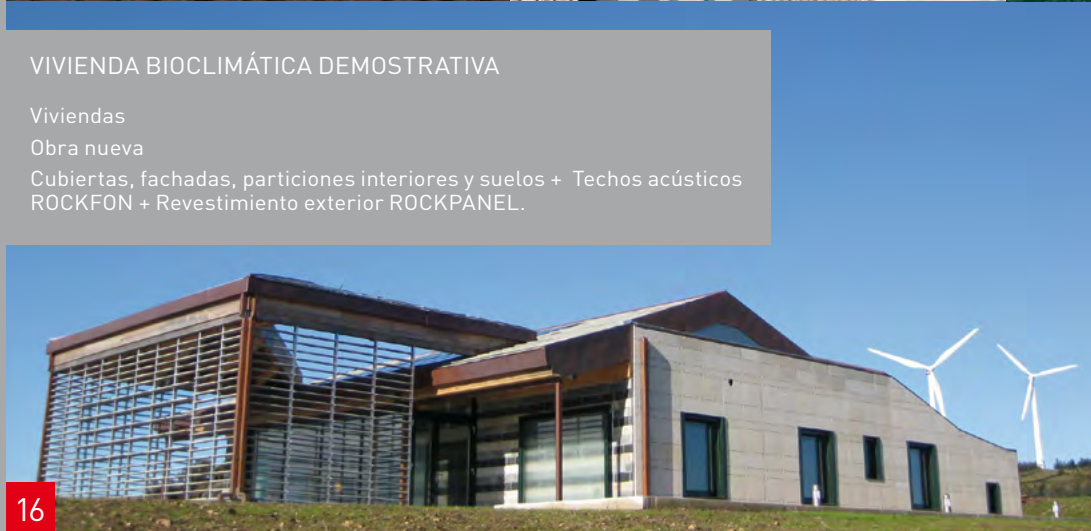 VIVIENDA BIOCLIMÁTICA DEMOSTRATIVA
Viviendas
Obra nueva
Cubiertas, fachadas, particiones interiores y suelos + Techos acústicos
ROCKFON + Revestimiento exterior ROCKPANEL.
16